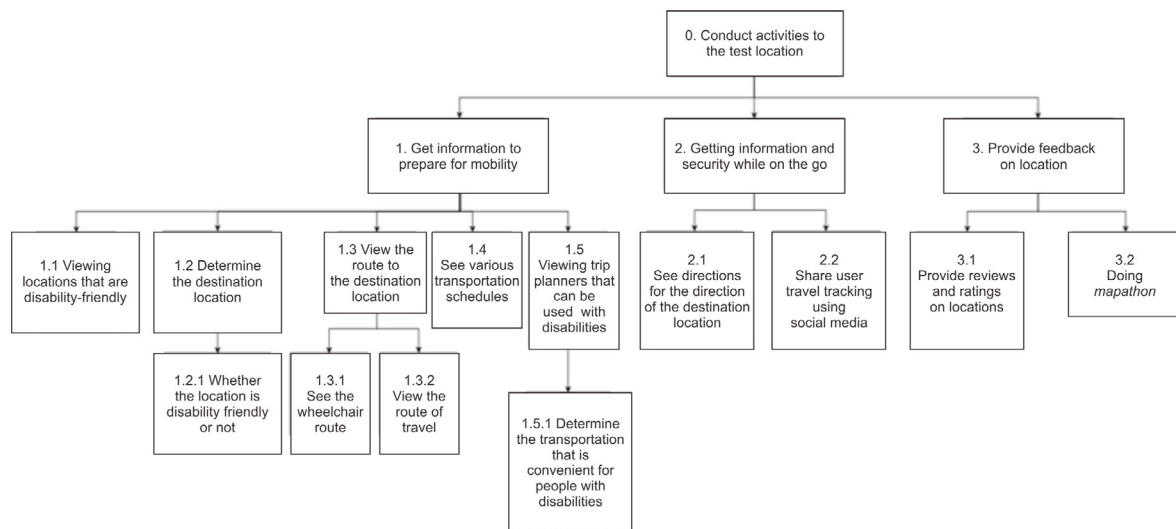 0. Conduct activities to
the test location
1. Get information to
prepare for mobility
2. Getting information and
security while on the go
3. Provide feedback
on location
1.1 Viewing
locations that are
disability-friendly
1.2 Determine
the destination
location
1.3 View the
route to
the destination
location
1.4
See various
transportation
schedules
1.5
Viewing trip
planners that
can be
used with
disabilities
2.1
See directions
for the direction
of the destination
location
2.2
Share user
travel tracking
using
social media
3.1
Provide reviews
and ratings
on locations
3.2
Doing
mapathon
1.2.1 Whether
the location is
disability friendly
or not
1.3.1
See the
wheelchair
route
1.3.2
View the
route of
travel
1.5.1 Determine
the transportation
that is
convenient for
people with
disabilities